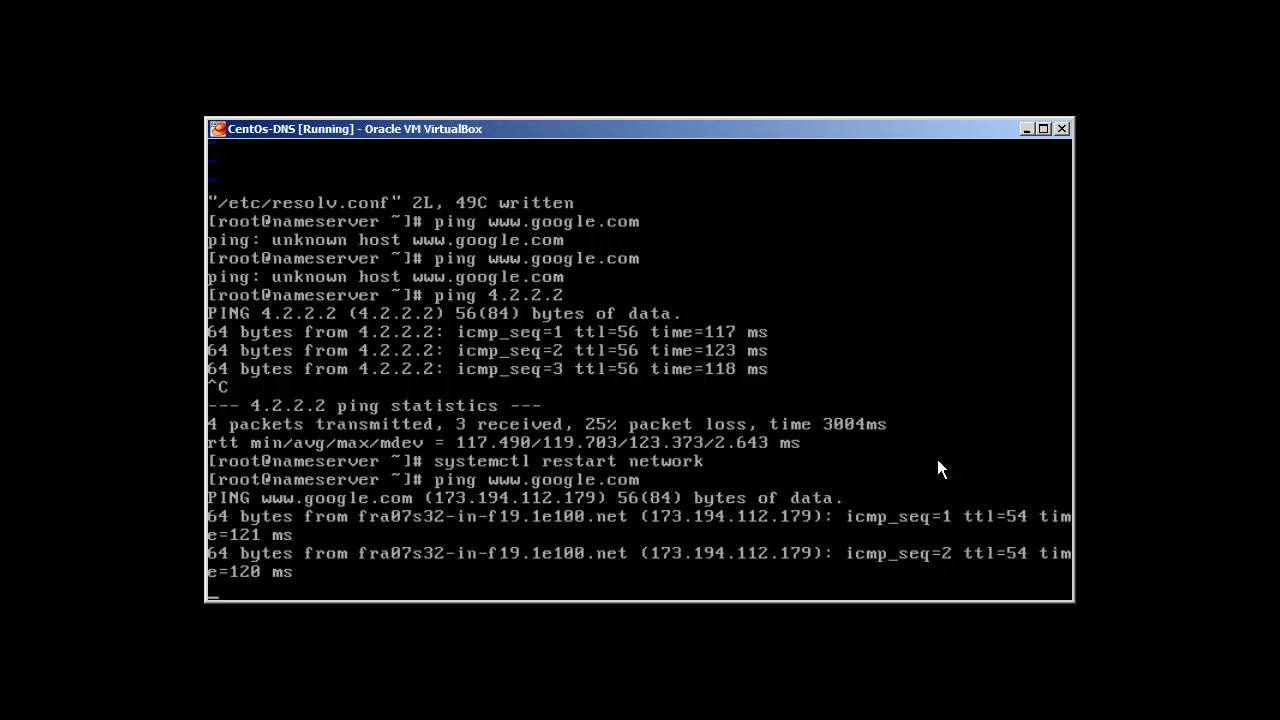 CentOs-DNS [Running] - Oracle VM VirtualBox
~
~
~
"/etc/resolv.conf" 2L, 49C written
[root@nameserver ~]# ping www.google.com
ping: unknown host www.google.com
[root@nameserver ~]# ping www.google.com
ping: unknown host www.google.com
[root@nameserver ~]# ping 4.2.2.2
PING 4.2.2.2 (4.2.2.2) 56(84) bytes of data.
64 bytes from 4.2.2.2: icmp_seq=1 ttl=56 time=117 ms
64 bytes from 4.2.2.2: icmp_seq=2 ttl=56 time=123 ms
64 bytes from 4.2.2.2: icmp_seq=3 ttl=56 time=118 ms
^C
--- 4.2.2.2 ping statistics ---
4 packets transmitted, 3 received, 25% packet loss, time 3004ms
rtt min/avg/max/mdev = 117.490/119.703/123.373/2.643 ms
[root@nameserver ~]# systemctl restart network
[root@nameserver ~]# ping www.google.com
PING www.google.com (173.194.112.179) 56(84) bytes of data.
64 bytes from fra07s32-in-f19.1e100.net (173.194.112.179): icmp_seq=1 ttl=54 tim
e=121 ms
64 bytes from fra07s32-in-f19.1e100.net (173.194.112.179): icmp_seq=2 ttl=54 tim
e=120 ms